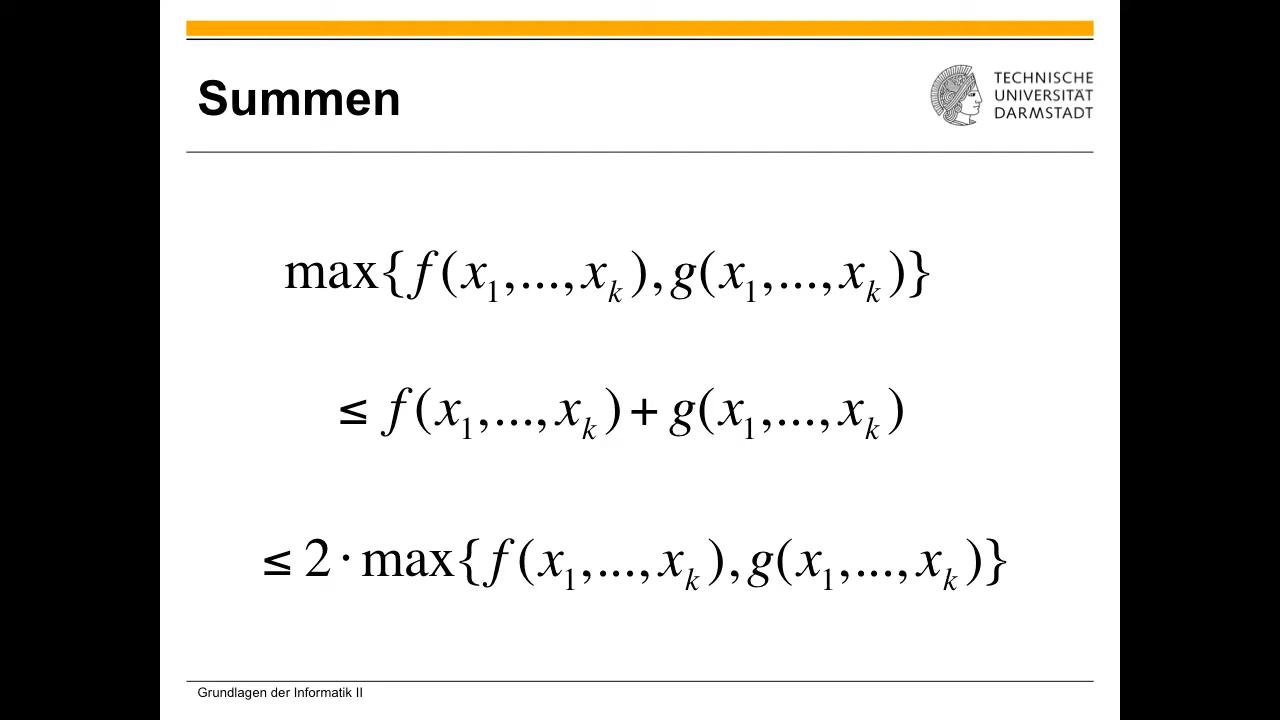 Summen
TECHNISCHE
UNIVERSITÄT
DARMSTADT
max{f(x₁,...,xₖ),g(x₁,...,xₖ)}
≤ f(x₁,...,xₖ)+g(x₁,...,xₖ)
≤ 2·max{f(x₁,...,xₖ),g(x₁,...,xₖ)}
Grundlagen der Informatik II